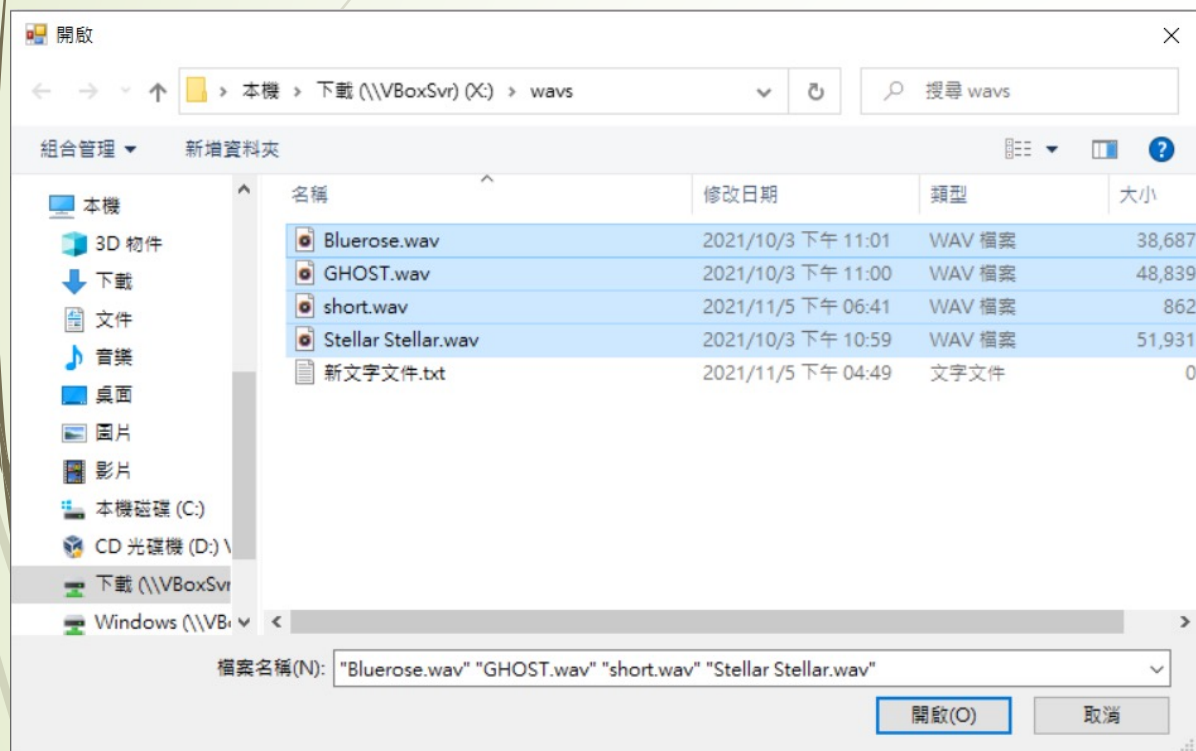 開啟
本機 › 下載 (\\VBoxSvr) (X:) › wavs
搜尋 wavs
組合管理 新增資料夾
名稱 修改日期 類型 大小
本機
3D 物件
下載
文件
音樂
桌面
圖片
影片
本機磁碟 (C:)
CD 光碟機 (D:) \
下載 (\\VBoxSvr
Windows (\\VB
Bluerose.wav 2021/10/3 下午 11:01 WAV 檔案 38,687
GHOST.wav 2021/10/3 下午 11:00 WAV 檔案 48,839
short.wav 2021/11/5 下午 06:41 WAV 檔案 862
Stellar Stellar.wav 2021/10/3 下午 10:59 WAV 檔案 51,931
新文字文件.txt 2021/11/5 下午 04:49 文字文件 0
檔案名稱(N): "Bluerose.wav" "GHOST.wav" "short.wav" "Stellar Stellar.wav"
開啟(O) 取消